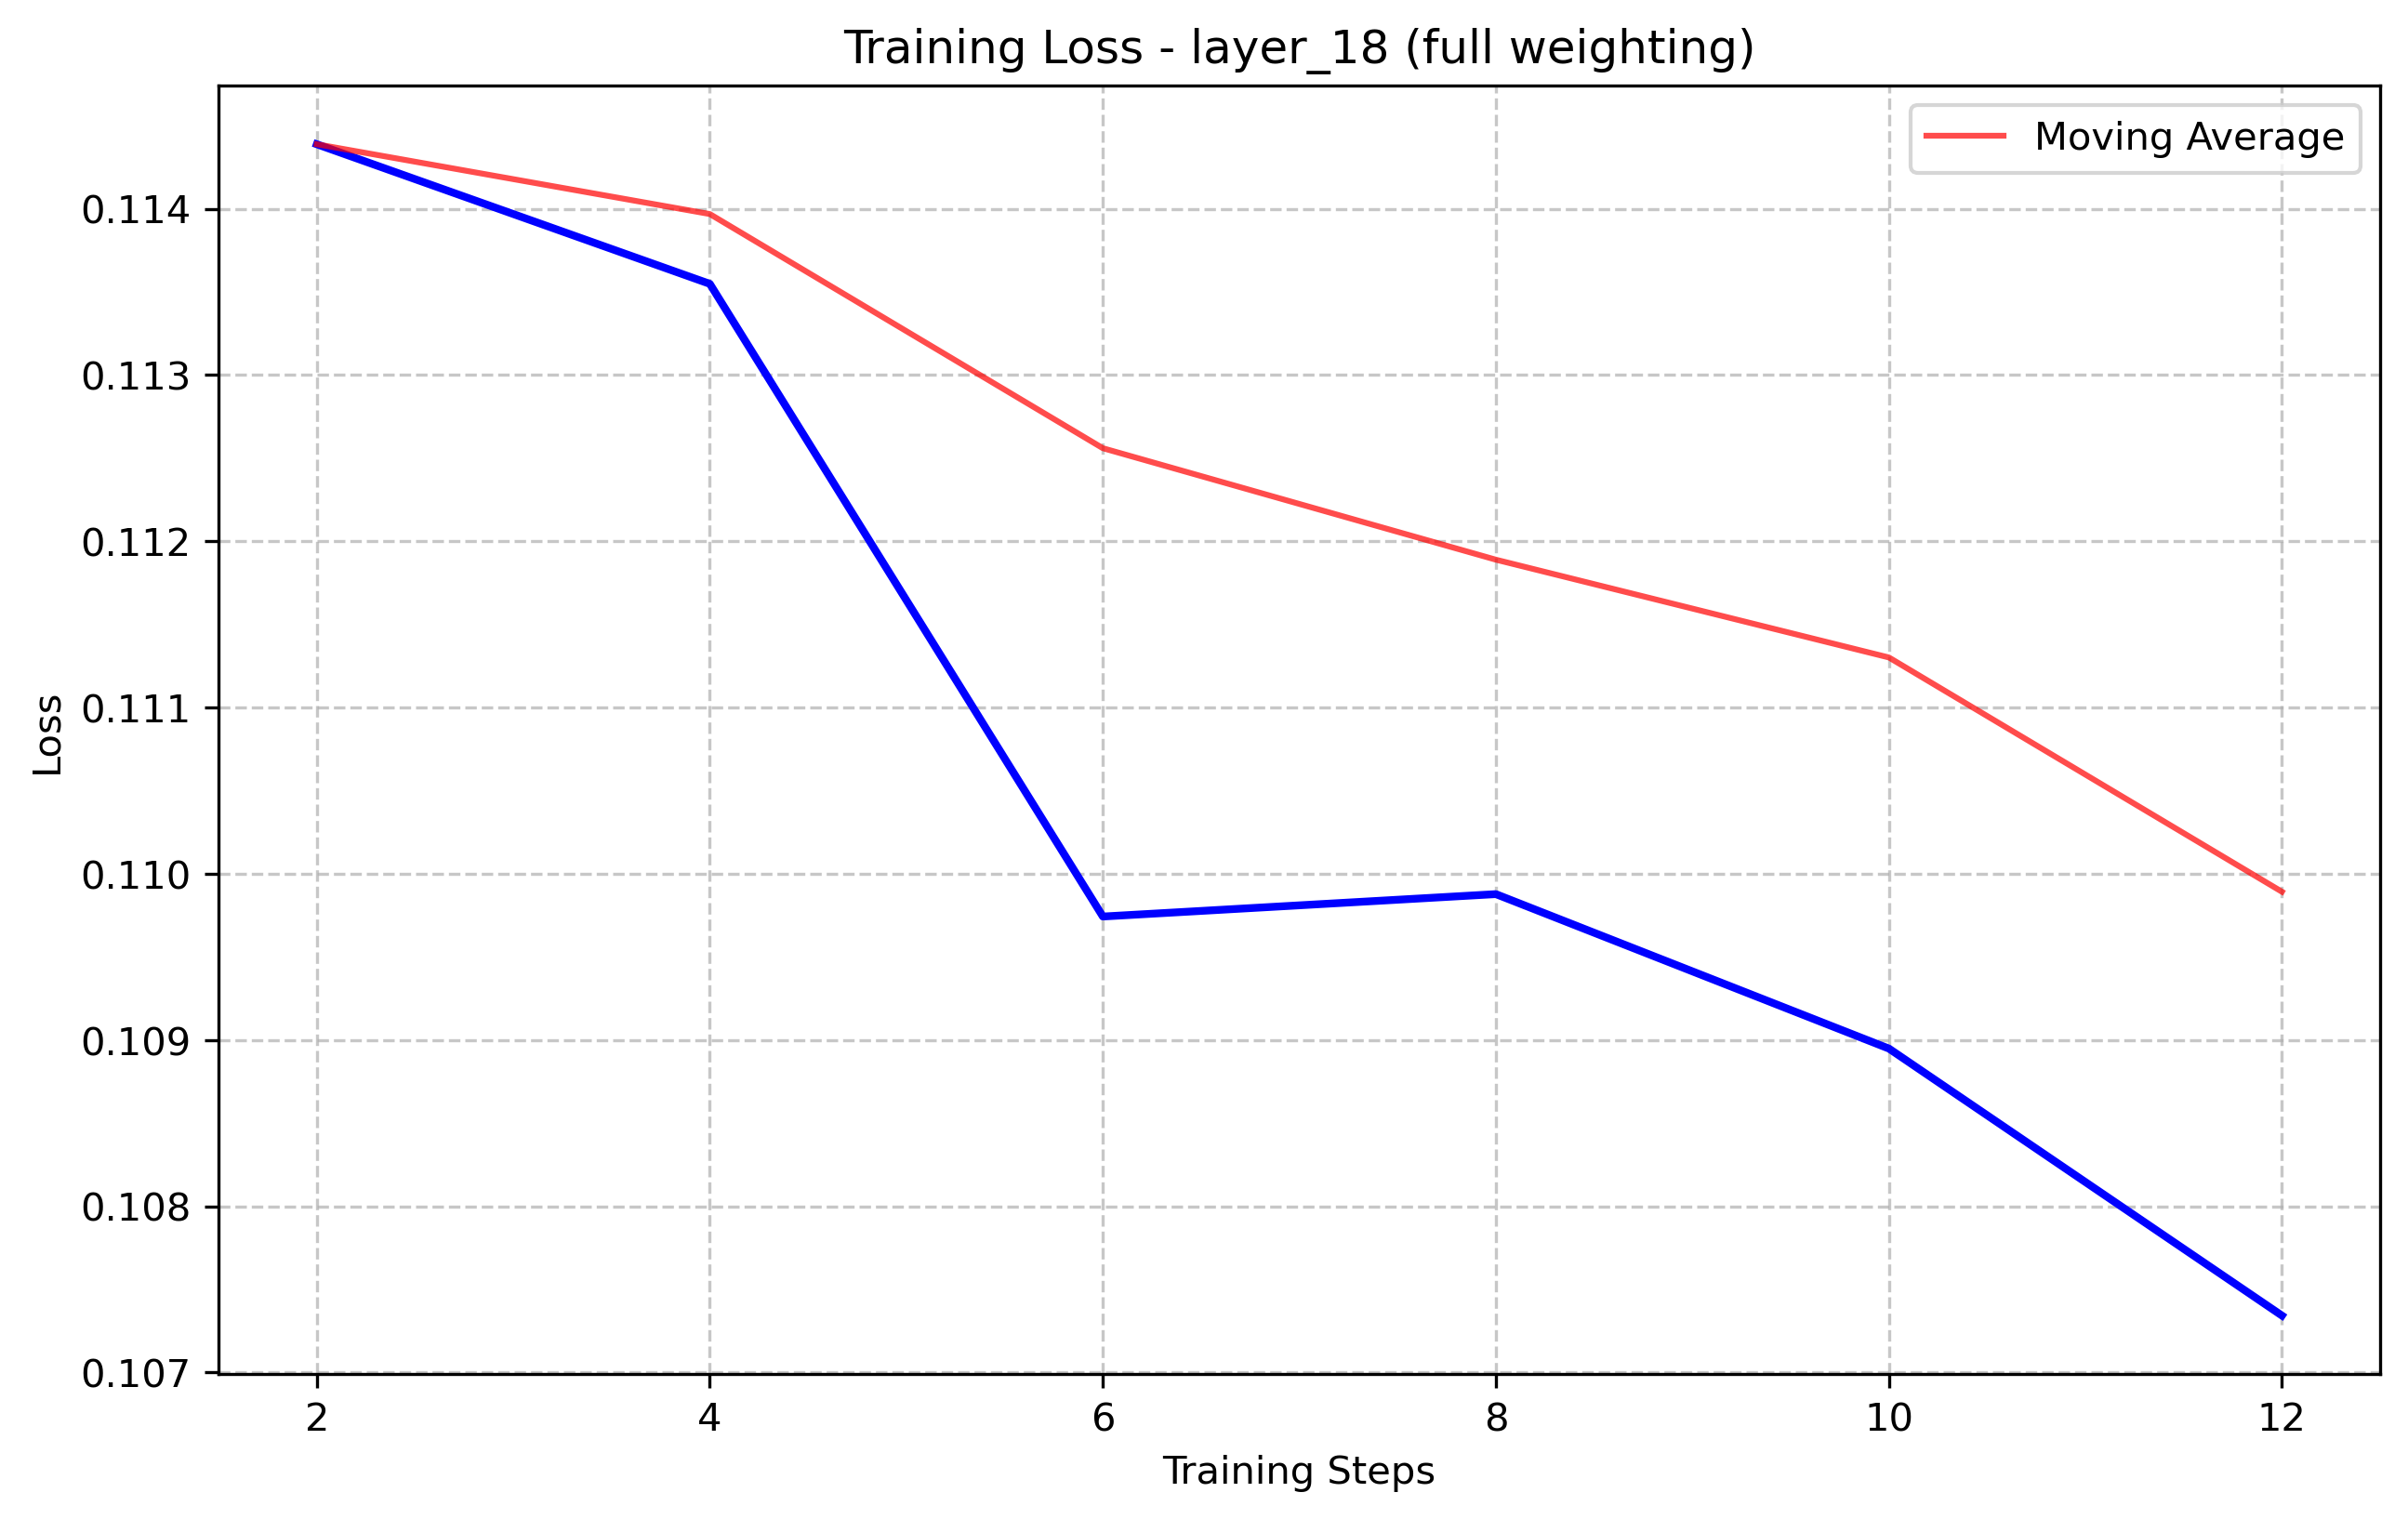 Training Loss - layer_18 (full weighting)
Moving Average
0.114
0.113
0.112
0.111
0.110
0.109
0.108
0.107
Loss
2 4 6 8 10 12
Training Steps